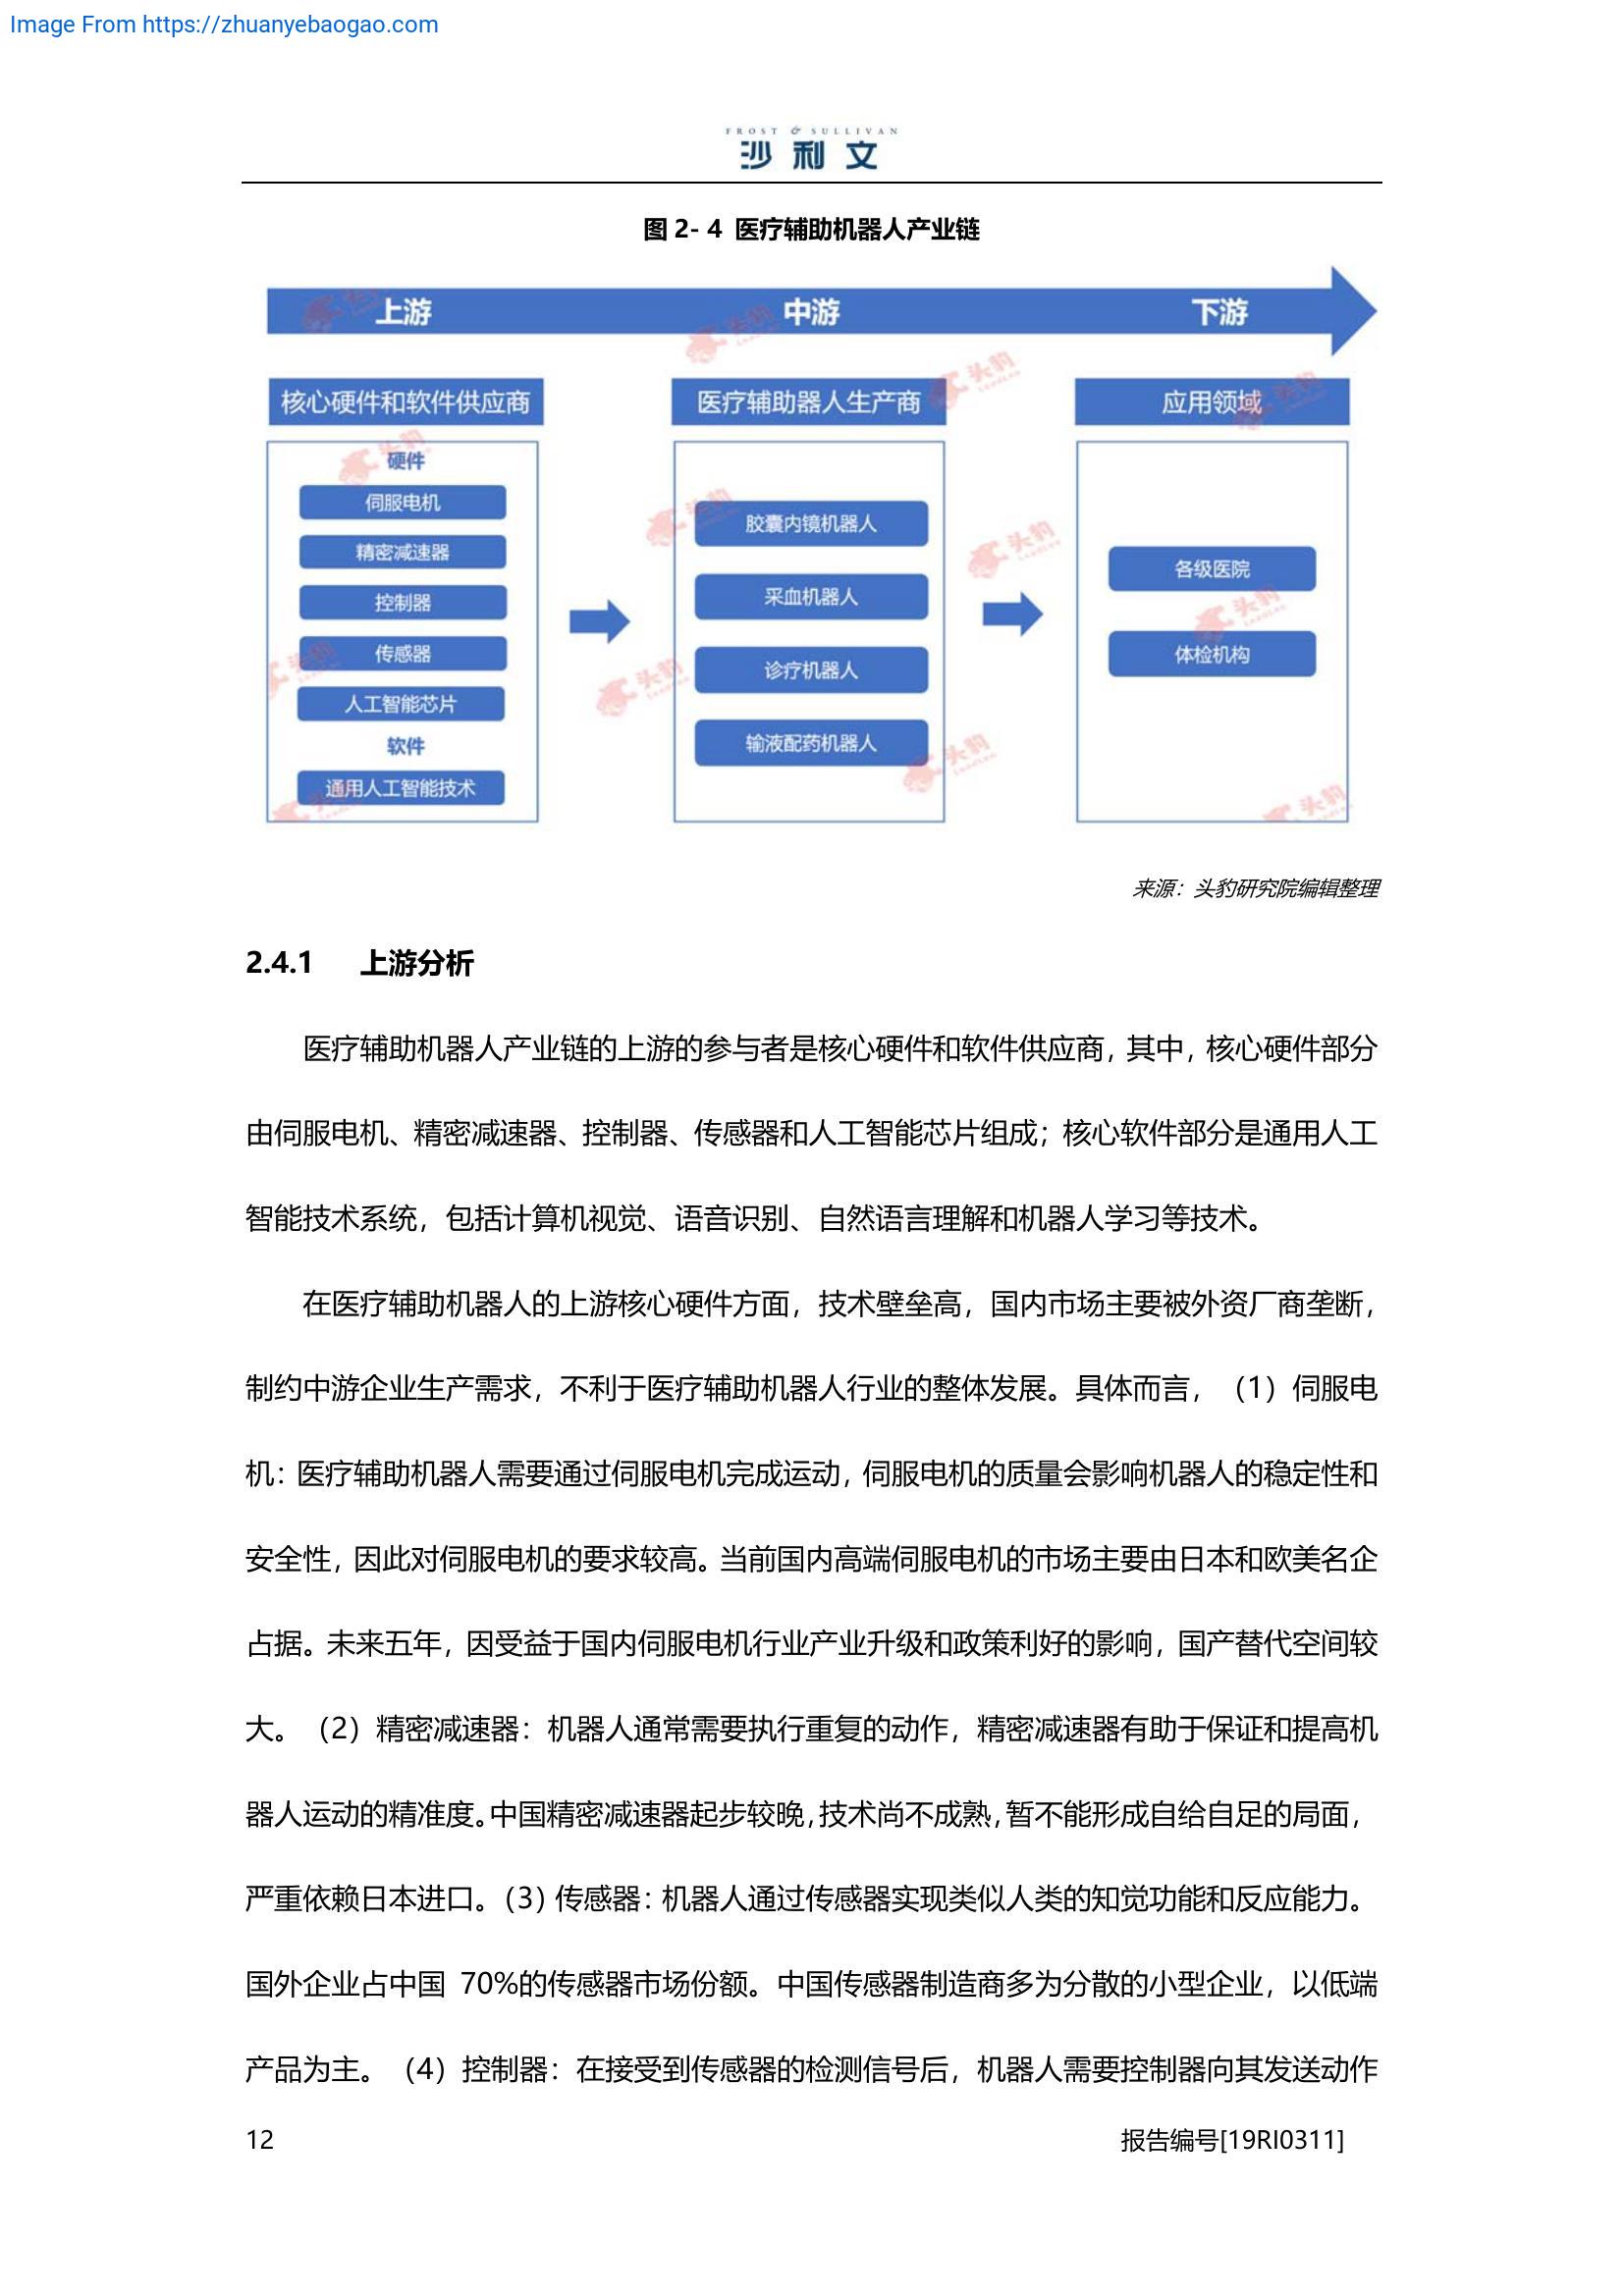 Image From https://zhuanyebaogao.com
FROST & SULLIVAN
沙利文
图 2- 4 医疗辅助机器人产业链
上游
中游
下游
核心硬件和软件供应商
硬件
伺服电机
精密减速器
控制器
传感器
人工智能芯片
软件
通用人工智能技术
医疗辅助器人生产商
胶囊内镜机器人
采血机器人
诊疗机器人
输液配药机器人
应用领域
各级医院
体检机构
头豹
来源：头豹研究院编辑整理
2.4.1 上游分析
医疗辅助机器人产业链的上游的参与者是核心硬件和软件供应商，其中，核心硬件部分
由伺服电机、精密减速器、控制器、传感器和人工智能芯片组成；核心软件部分是通用人工
智能技术系统，包括计算机视觉、语音识别、自然语言理解和机器人学习等技术。
在医疗辅助机器人的上游核心硬件方面，技术壁垒高，国内市场主要被外资厂商垄断，
制约中游企业生产需求，不利于医疗辅助机器人行业的整体发展。具体而言，（1）伺服电
机：医疗辅助机器人需要通过伺服电机完成运动，伺服电机的质量会影响机器人的稳定性和
安全性，因此对伺服电机的要求较高。当前国内高端伺服电机的市场主要由日本和欧美名企
占据。未来五年，因受益于国内伺服电机行业产业升级和政策利好的影响，国产替代空间较
大。（2）精密减速器：机器人通常需要执行重复的动作，精密减速器有助于保证和提高机
器人运动的精准度。中国精密减速器起步较晚，技术尚不成熟，暂不能形成自给自足的局面，
严重依赖日本进口。（3）传感器：机器人通过传感器实现类似人类的知觉功能和反应能力。
国外企业占中国 70%的传感器市场份额。中国传感器制造商多为分散的小型企业，以低端
产品为主。（4）控制器：在接受到传感器的检测信号后，机器人需要控制器向其发送动作
12
报告编号[19RI0311]